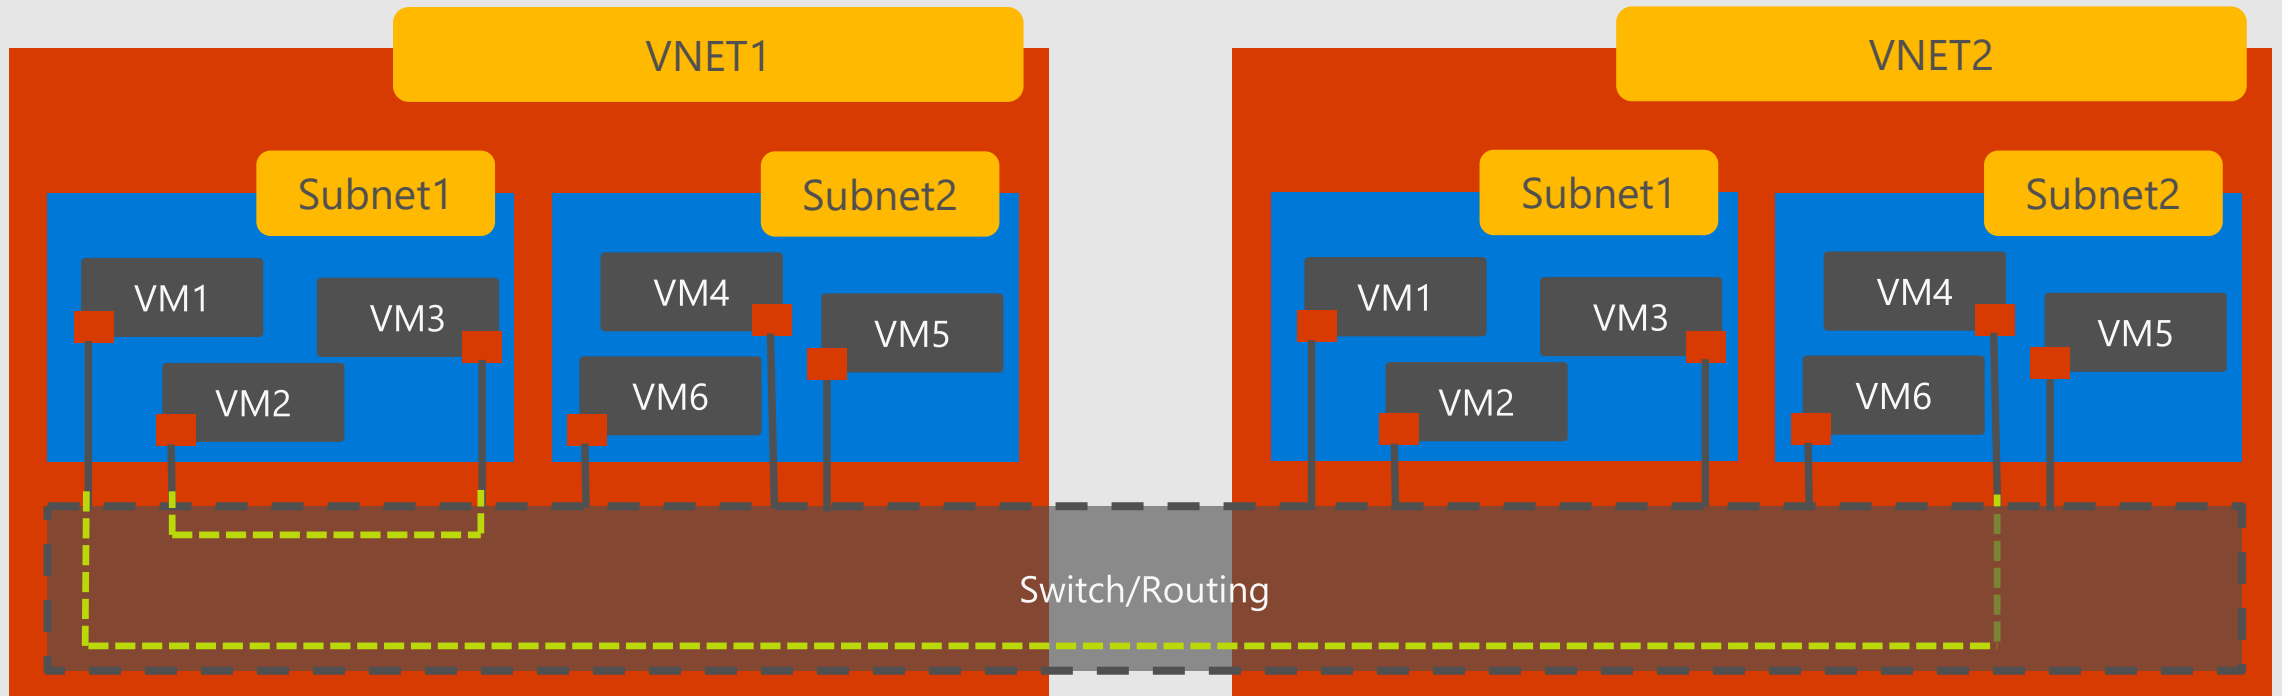 VNET1
VNET2
Subnet1
Subnet2
Subnet1
Subnet2
VM1
VM3
VM2
VM4
VM5
VM6
VM1
VM3
VM2
VM4
VM5
VM6
Switch/Routing